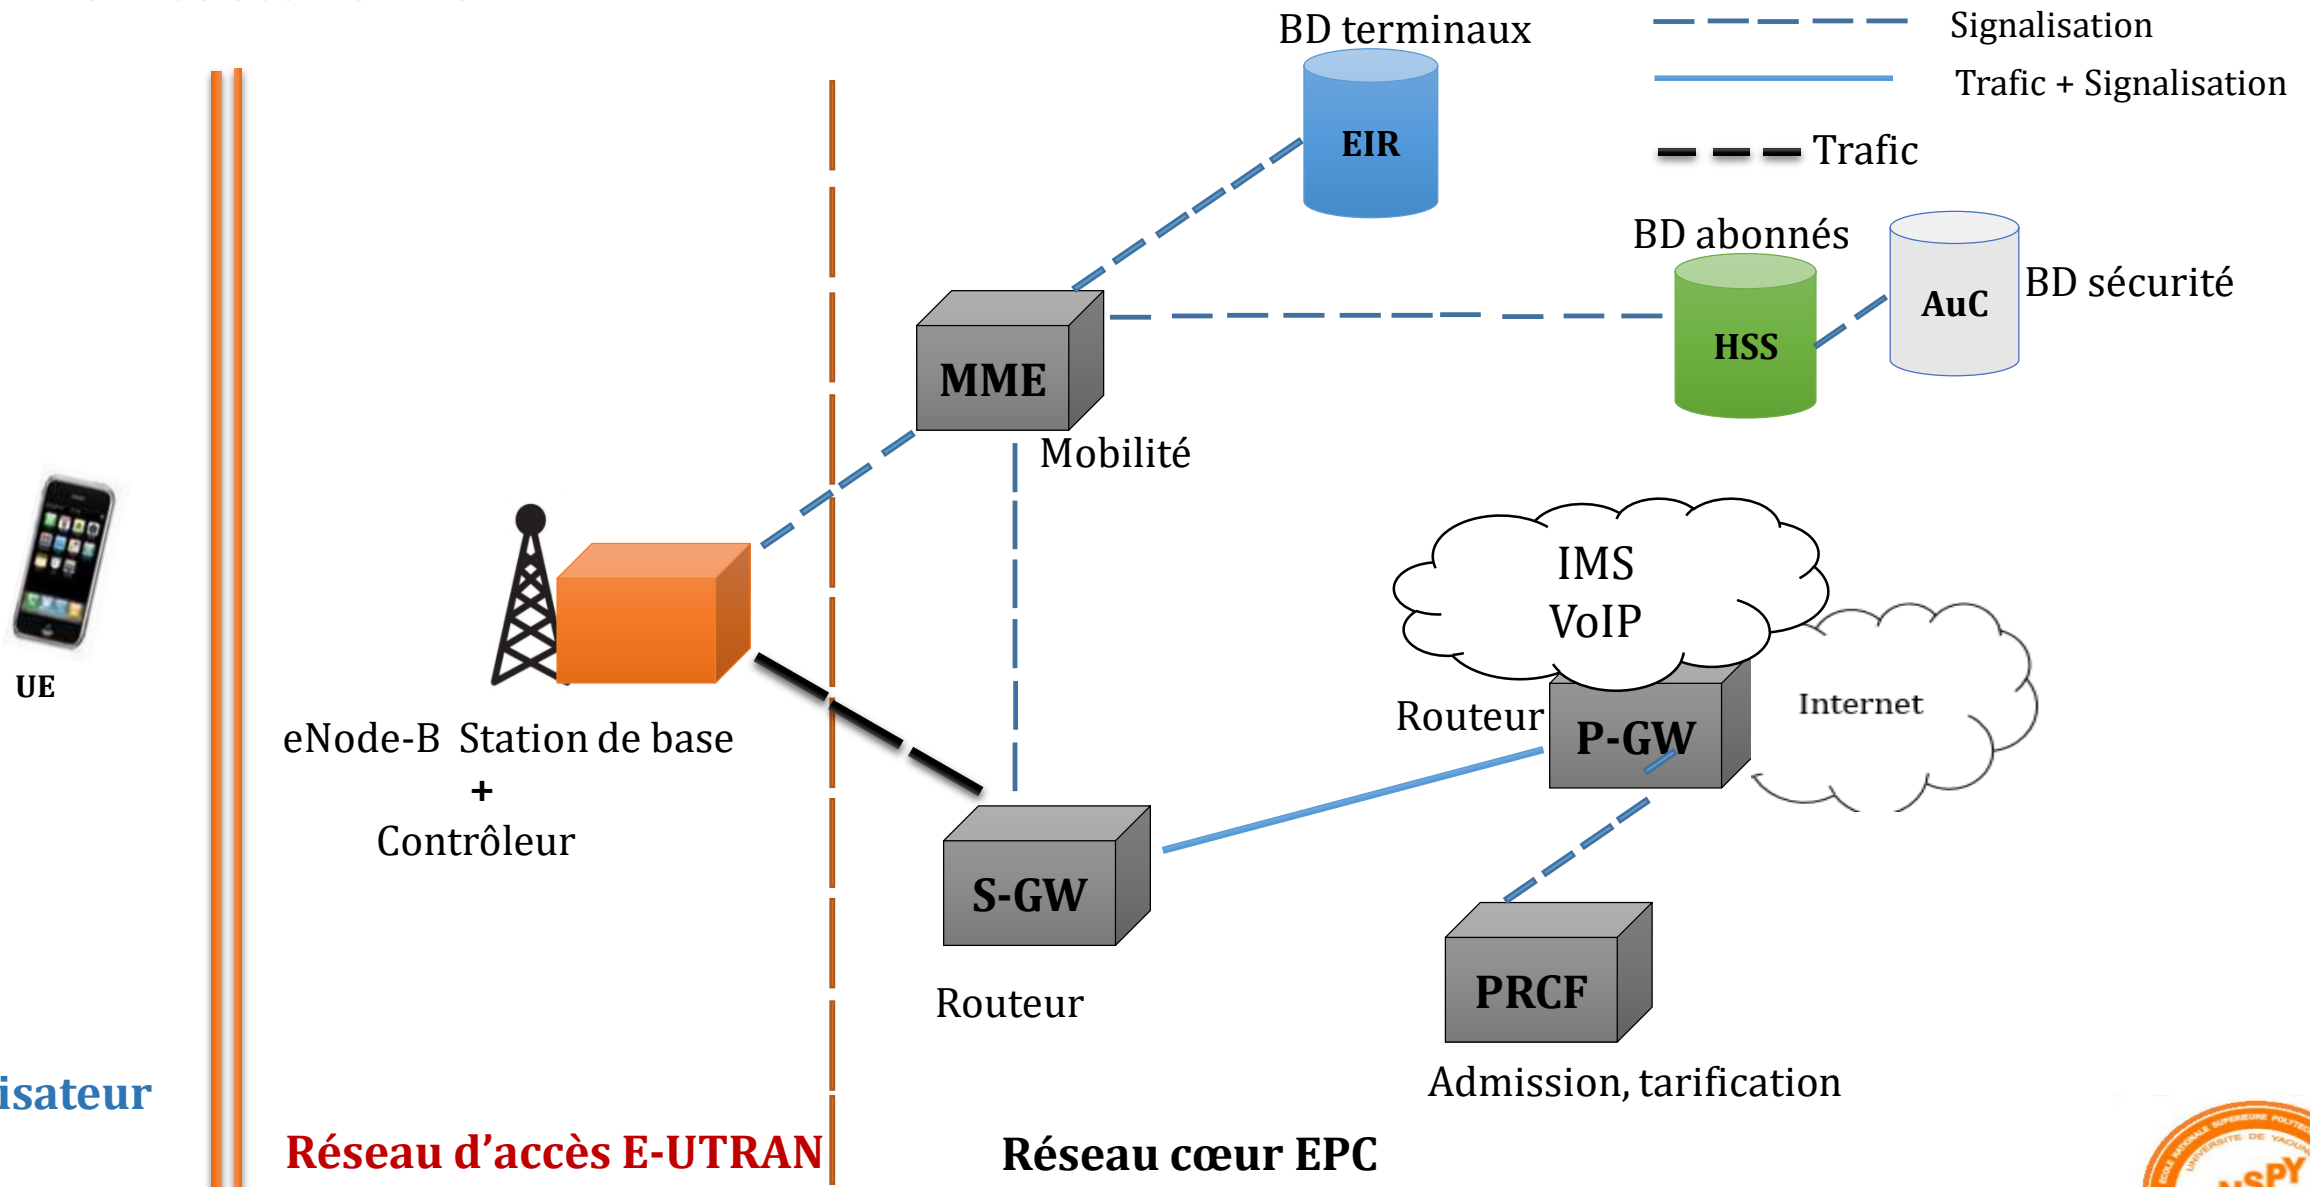 BD terminaux
Signalisation
Trafic + Signalisation
EIR
Trafic
BD abonnés
BD sécurité
AuC
HSS
MME
Mobilité
IMS
VoIP
UE
Internet
Routeur
P-GW
eNode-B Station de base
+
Contrôleur
S-GW
PRCF
Routeur
Admission, tarification
isateur
Réseau d’accès E-UTRAN
Réseau cœur EPC